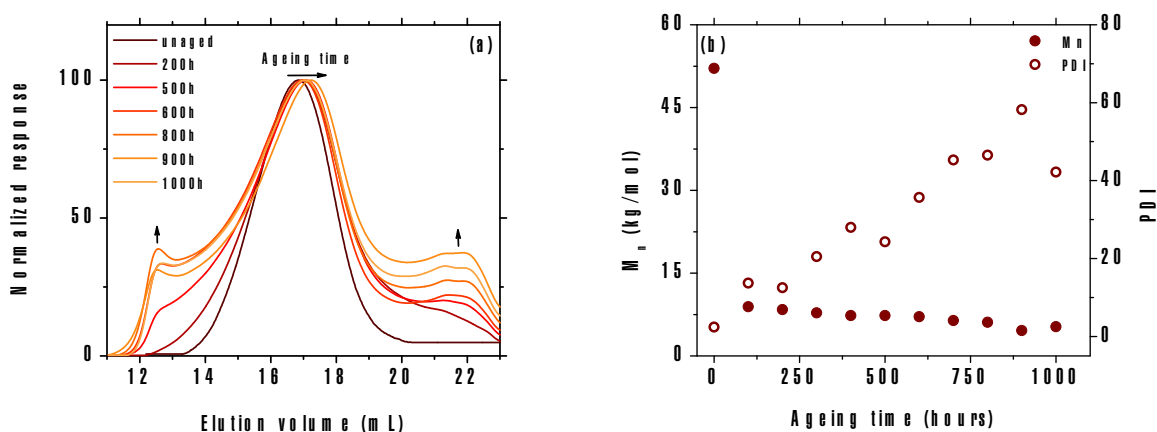 (a)
unaged
200h
500h
600h
800h
900h
1000h
Ageing time
100
50
0
12 14 16 18 20 22
Normalized response
Elution volume (mL)
(b)
Mn
PDI
60
45
30
15
0
80
60
40
20
0
0 250 500 750 1000
Mₙ (kg/mol)
PDI
Ageing time (hours)